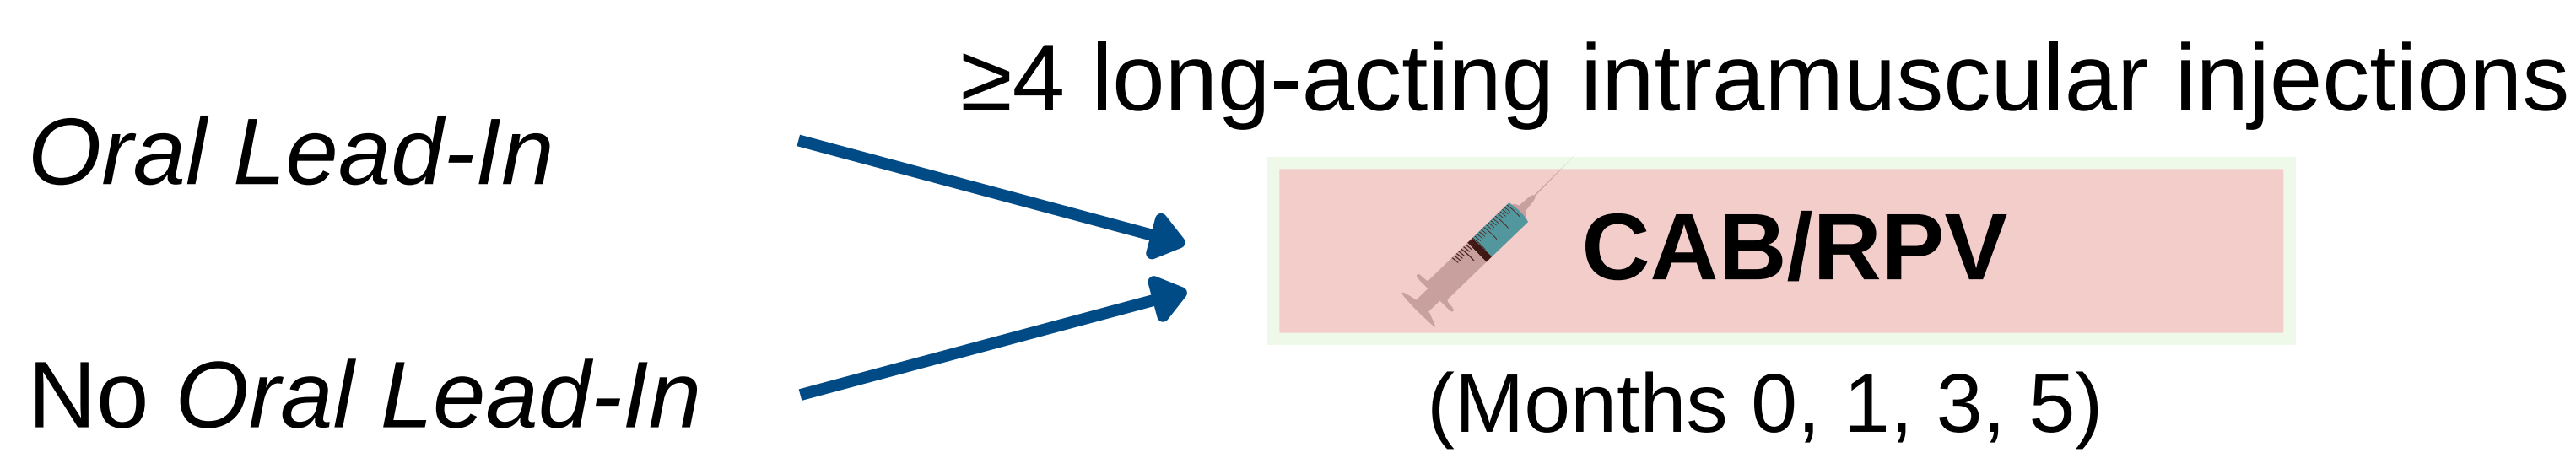 ≥4 long-acting intramuscular injections
Oral Lead-In
CAB/RPV
No Oral Lead-In
(Months 0, 1, 3, 5)